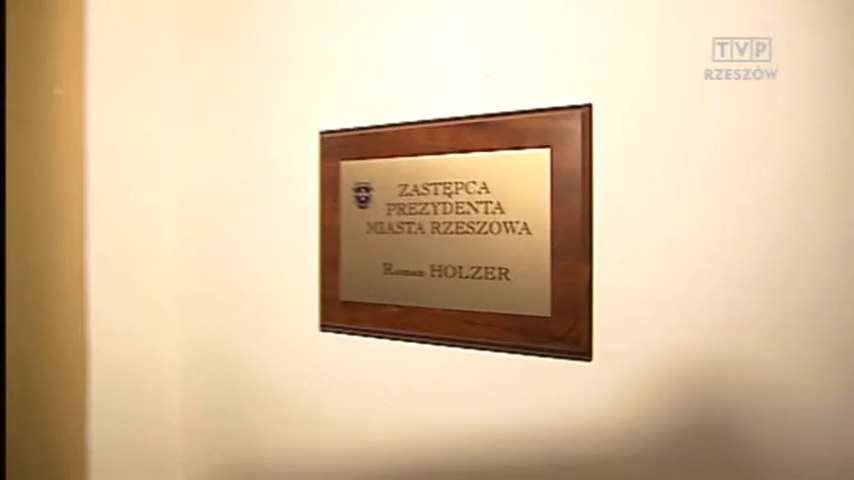 TVP
RZESZÓW
ZASTĘPCA
PREZYDENTA
MIASTA RZESZOWA
Roman HOLZER